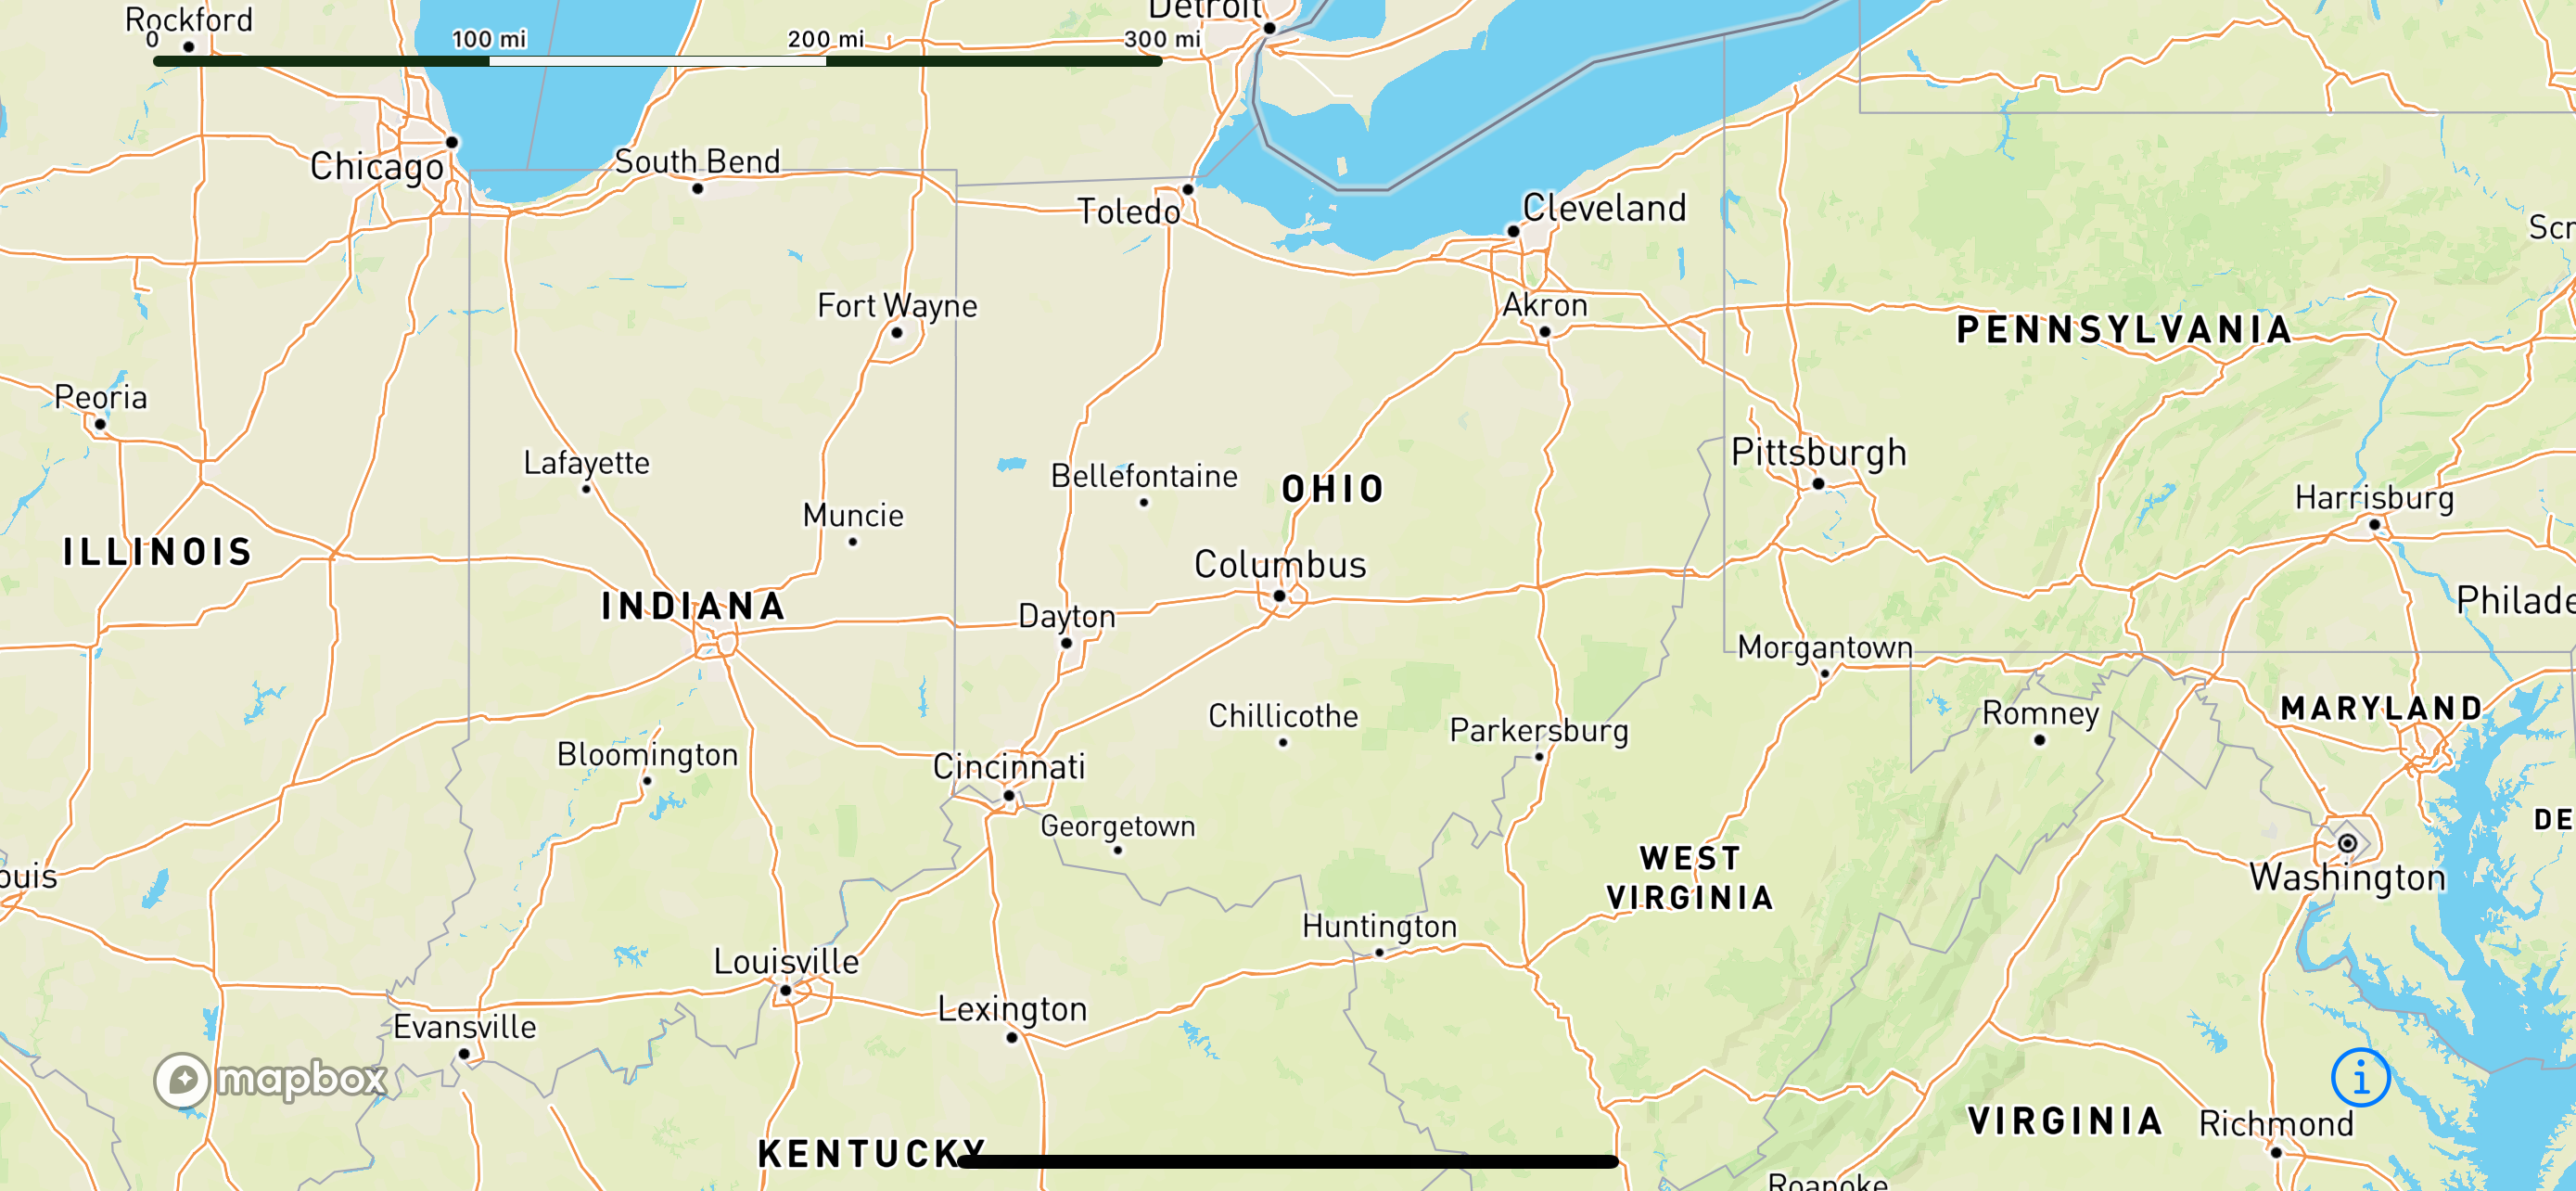 Rockford
Detroit
0
100 mi
200 mi
300 mi
Chicago
South Bend
Toledo
Cleveland
Fort Wayne
Akron
PENNSYLVANIA
Peoria
Lafayette
Bellefontaine
OHIO
Pittsburgh
Harrisburg
Muncie
ILLINOIS
Columbus
INDIANA
Dayton
Philade
Morgantown
MARYLAND
Chillicothe
Parkersburg
Romney
Bloomington
Cincinnati
Georgetown
DE
WEST
VIRGINIA
ouis
Washington
Huntington
Louisville
Lexington
Evansville
mapbox
i
VIRGINIA
Richmond
KENTUCKY
Roanoke
Scr